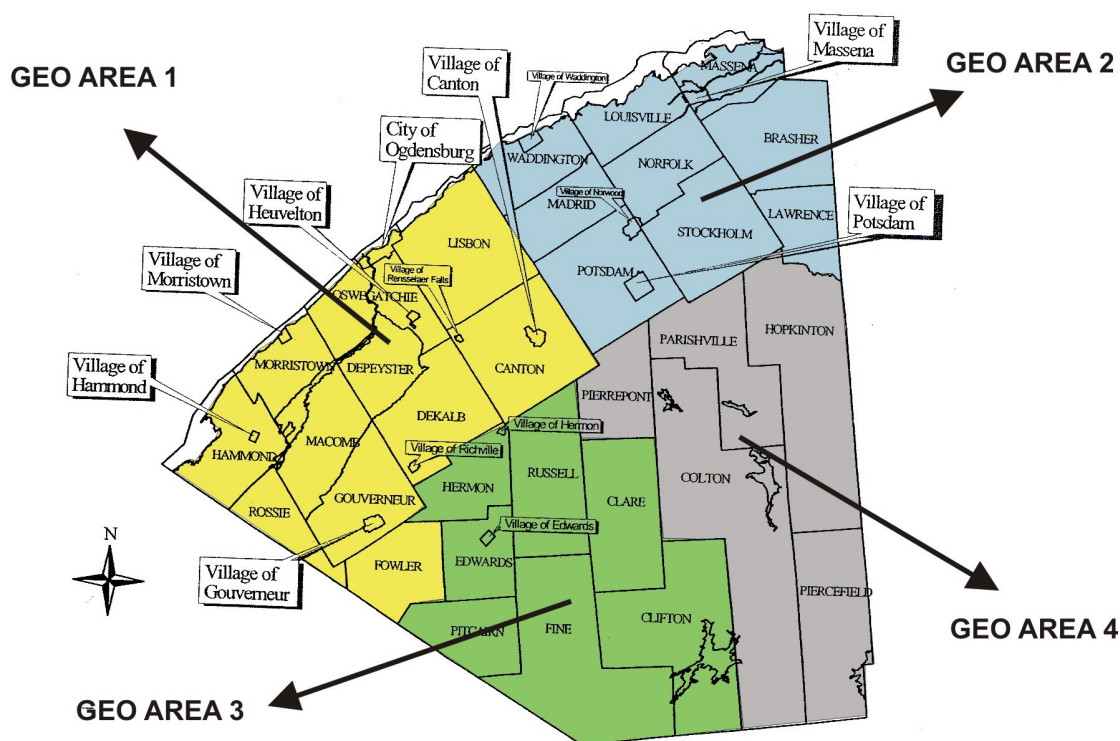 GEO AREA 1
Village of
Canton
Village of Waddington
Village of
Massena
GEO AREA 2
City of
Ogdensburg
Village of
Heuvelton
Village of
Morristown
Village of
Hammond
Village of
Rensselaer Falls
Village of Norwood
Village of
Potsdam
MASSENA
LOUISVILLE
BRASHER
WADDINGTON
NORFOLK
MADRID
LAWRENCE
STOCKHOLM
LISBON
POTSDAM
OSWEGATCHIE
HOPKINTON
PARISHVILLE
MORRISTOWN
DEPEYSTER
CANTON
PIERREPONT
DEKALB
Village of Hermon
MACOMB
HAMMOND
Village of Richville
RUSSELL
COLTON
HERMON
CLARE
GOUVERNEUR
ROSSIE
Village of Edwards
N
FOWLER
EDWARDS
Village of
Gouverneur
PIERCEFIELD
CLIFTON
PITCAIRN
FINE
GEO AREA 4
GEO AREA 3